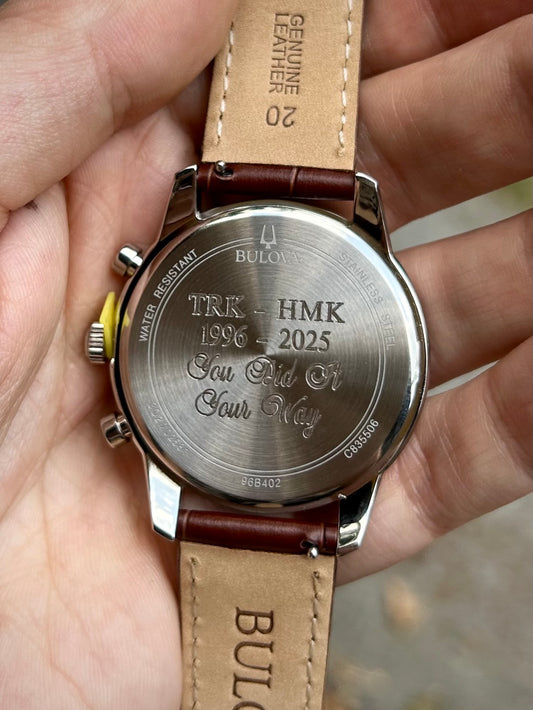 GENUINE
LEATHER
20
BULOVA
WATER RESISTANT
STAINLESS STEEL
TRK - HMK
1996 - 2025
You Did It
Your Way
C835506
96B402
BULO